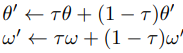 θ′ ← τθ + (1 − τ)θ′
ω′ ← τω + (1 − τ)ω′